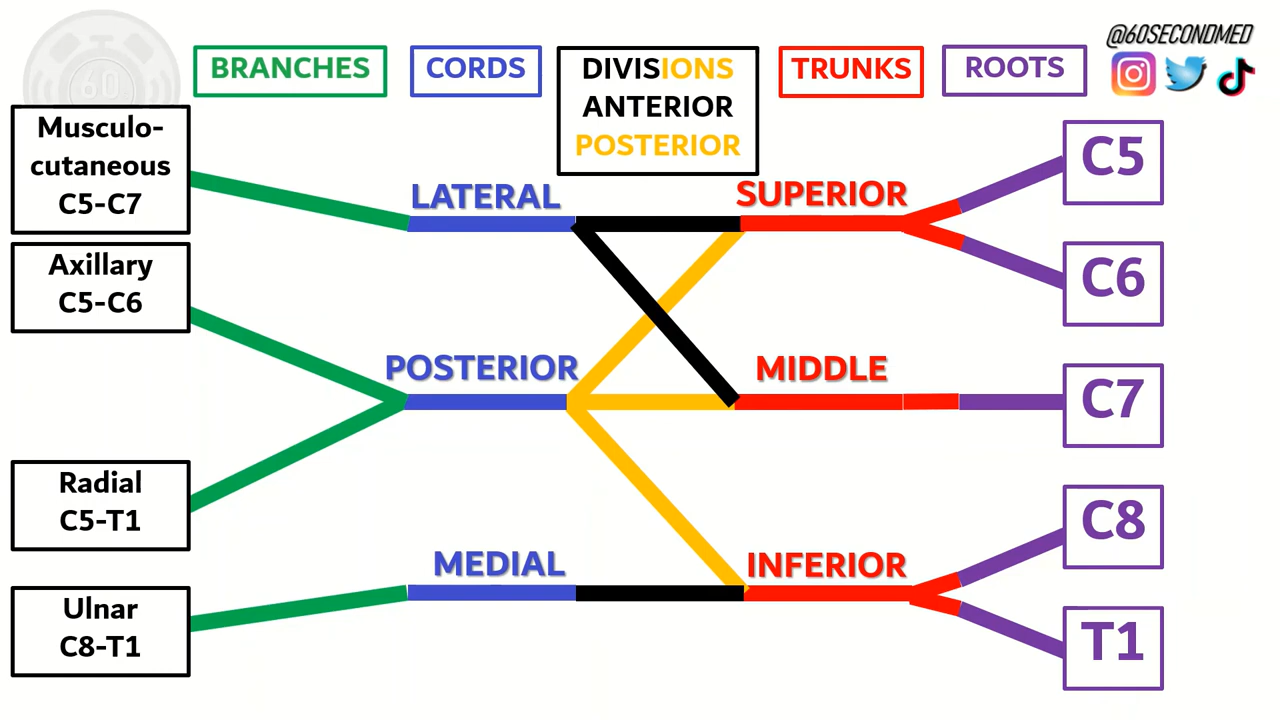 @60SECONDMED
BRANCHES
CORDS
DIVISIONS
ANTERIOR
POSTERIOR
TRUNKS
ROOTS
60
Musculo-
cutaneous
C5-C7
Axillary
C5-C6
Radial
C5-T1
Ulnar
C8-T1
LATERAL
POSTERIOR
MEDIAL
SUPERIOR
MIDDLE
INFERIOR
C5
C6
C7
C8
T1